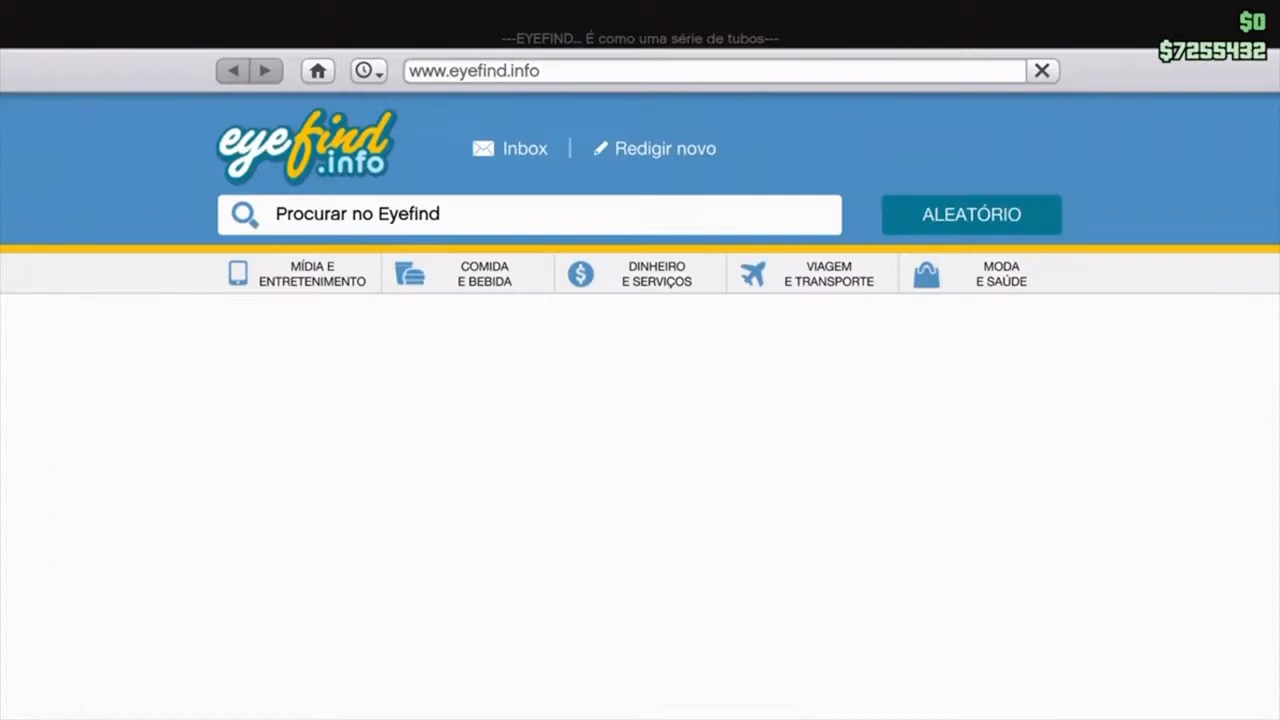 $0
---EYEFIND... É como uma série de tubos---
$7255432
www.eyefind.info
eyefind
.info
Inbox
Redigir novo
Procurar no Eyefind
ALEATÓRIO
MÍDIA E
ENTRETENIMENTO
COMIDA
E BEBIDA
DINHEIRO
E SERVIÇOS
VIAGEM
E TRANSPORTE
MODA
E SAÚDE